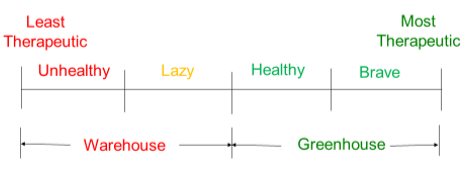 Least
Therapeutic
Most
Therapeutic
Unhealthy
Lazy
Healthy
Brave
Warehouse
Greenhouse